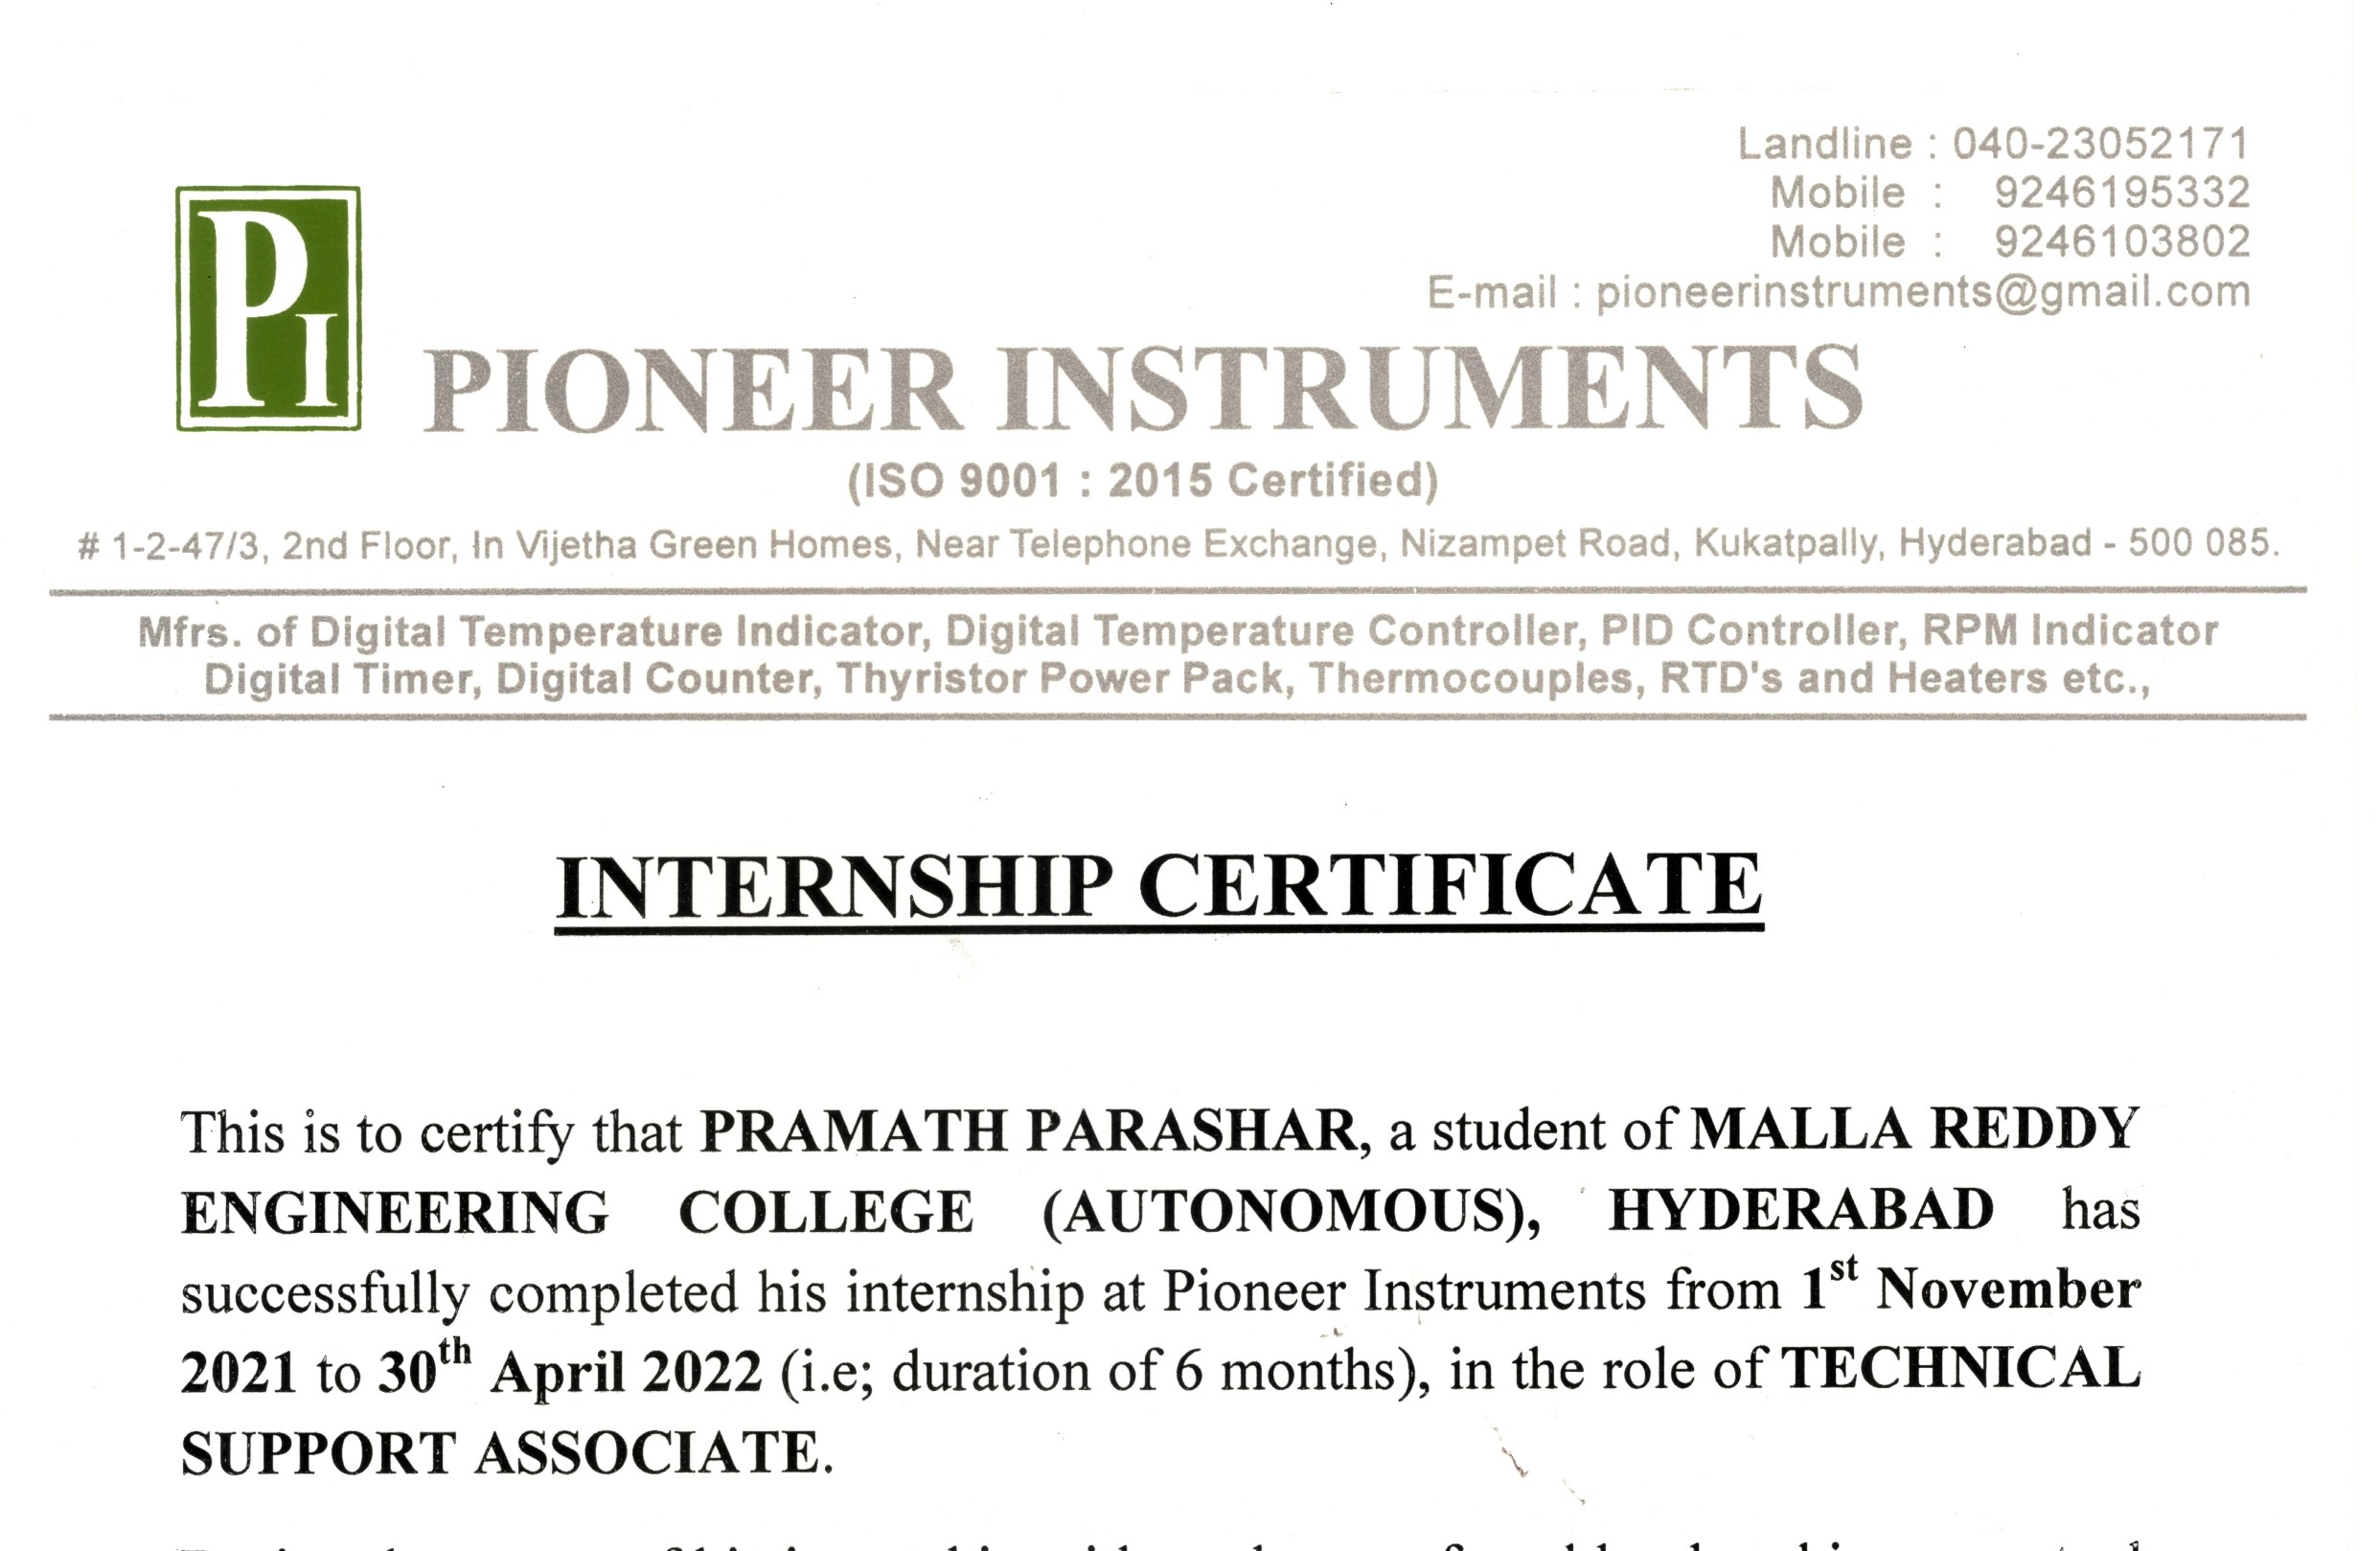 Landline : 040-23052171
Mobile : 9246195332
Mobile : 9246103802
E-mail : pioneerinstruments@gmail.com
PI
PIONEER INSTRUMENTS
(ISO 9001 : 2015 Certified)
# 1-2-47/3, 2nd Floor, In Vijetha Green Homes, Near Telephone Exchange, Nizampet Road, Kukatpally, Hyderabad - 500 085.
Mfrs. of Digital Temperature Indicator, Digital Temperature Controller, PID Controller, RPM Indicator
Digital Timer, Digital Counter, Thyristor Power Pack, Thermocouples, RTD's and Heaters etc.,
INTERNSHIP CERTIFICATE
This is to certify that PRAMATH PARASHAR, a student of MALLA REDDY
ENGINEERING COLLEGE (AUTONOMOUS), HYDERABAD has
successfully completed his internship at Pioneer Instruments from 1st November
2021 to 30th April 2022 (i.e; duration of 6 months), in the role of TECHNICAL
SUPPORT ASSOCIATE.